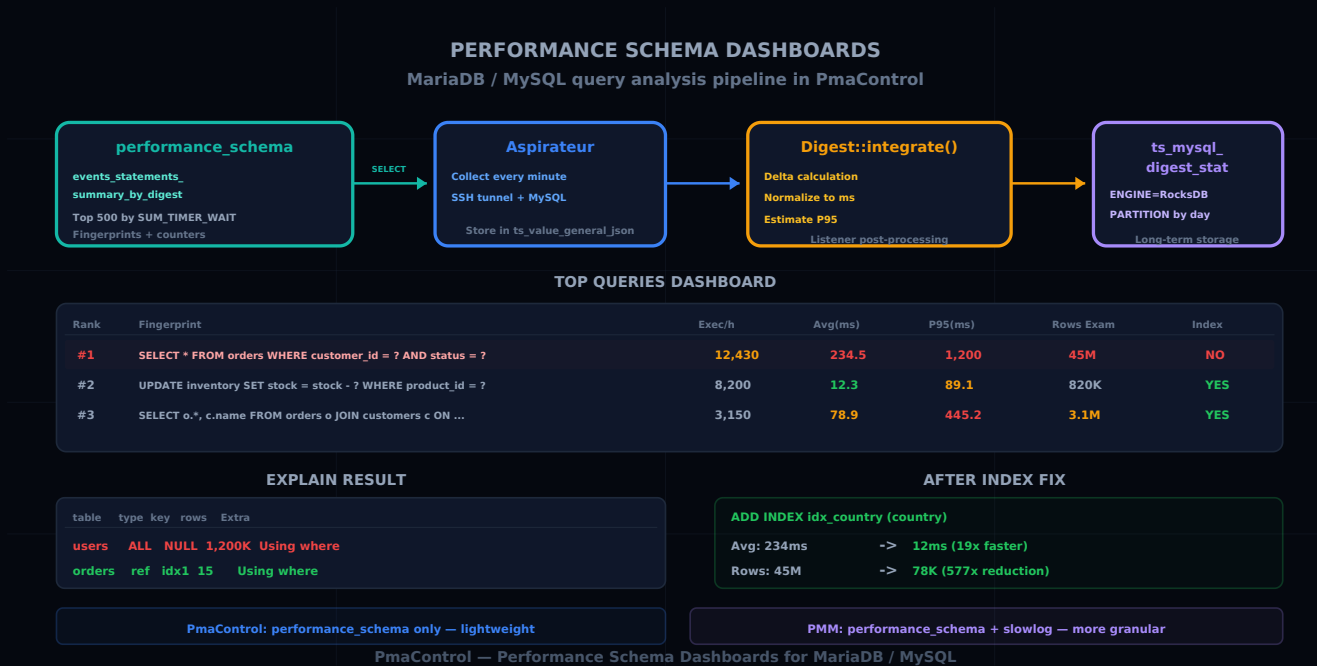 PERFORMANCE SCHEMA DASHBOARDS
MariaDB / MySQL query analysis pipeline in PmaControl
performance_schema
events_statements_
summary_by_digest
Top 500 by SUM_TIMER_WAIT
Fingerprints + counters
SELECT
Aspirateur
Collect every minute
SSH tunnel + MySQL
Store in ts_value_general_json
Digest::integrate()
Delta calculation
Normalize to ms
Estimate P95
Listener post-processing
ts_mysql_
digest_stat
ENGINE=RocksDB
PARTITION by day
Long-term storage
TOP QUERIES DASHBOARD
Rank Fingerprint Exec/h Avg(ms) P95(ms) Rows Exam Index
#1 SELECT * FROM orders WHERE customer_id = ? AND status = ? 12,430 234.5 1,200 45M NO
#2 UPDATE inventory SET stock = stock - ? WHERE product_id = ? 8,200 12.3 89.1 820K YES
#3 SELECT o.*, c.name FROM orders o JOIN customers c ON ... 3,150 78.9 445.2 3.1M YES
EXPLAIN RESULT
table type key rows Extra
users ALL NULL 1,200K Using where
orders ref idx1 15 Using where
AFTER INDEX FIX
ADD INDEX idx_country (country)
Avg: 234ms -> 12ms (19x faster)
Rows: 45M -> 78K (577x reduction)
PmaControl: performance_schema only — lightweight
PMM: performance_schema + slowlog — more granular
PmaControl — Performance Schema Dashboards for MariaDB / MySQL